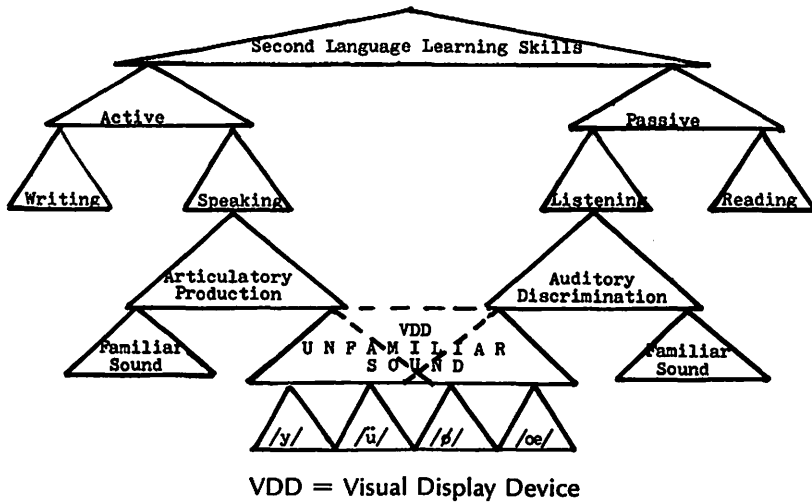 Second Language Learning Skills
Active
Passive
Writing
Speaking
Listening
Reading
Articulatory
Production
Auditory
Discrimination
VDD
UNFAMILIAR
SOUND
Familiar
Sound
Familiar
Sound
/y/
/ü/
/ø/
/oe/
VDD = Visual Display Device